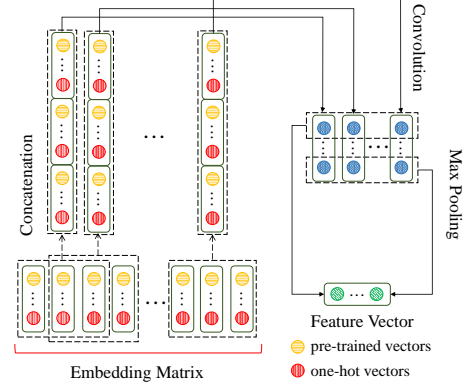 Convolution
Concatenation
Max Pooling
Feature Vector
pre-trained vectors
one-hot vectors
Embedding Matrix